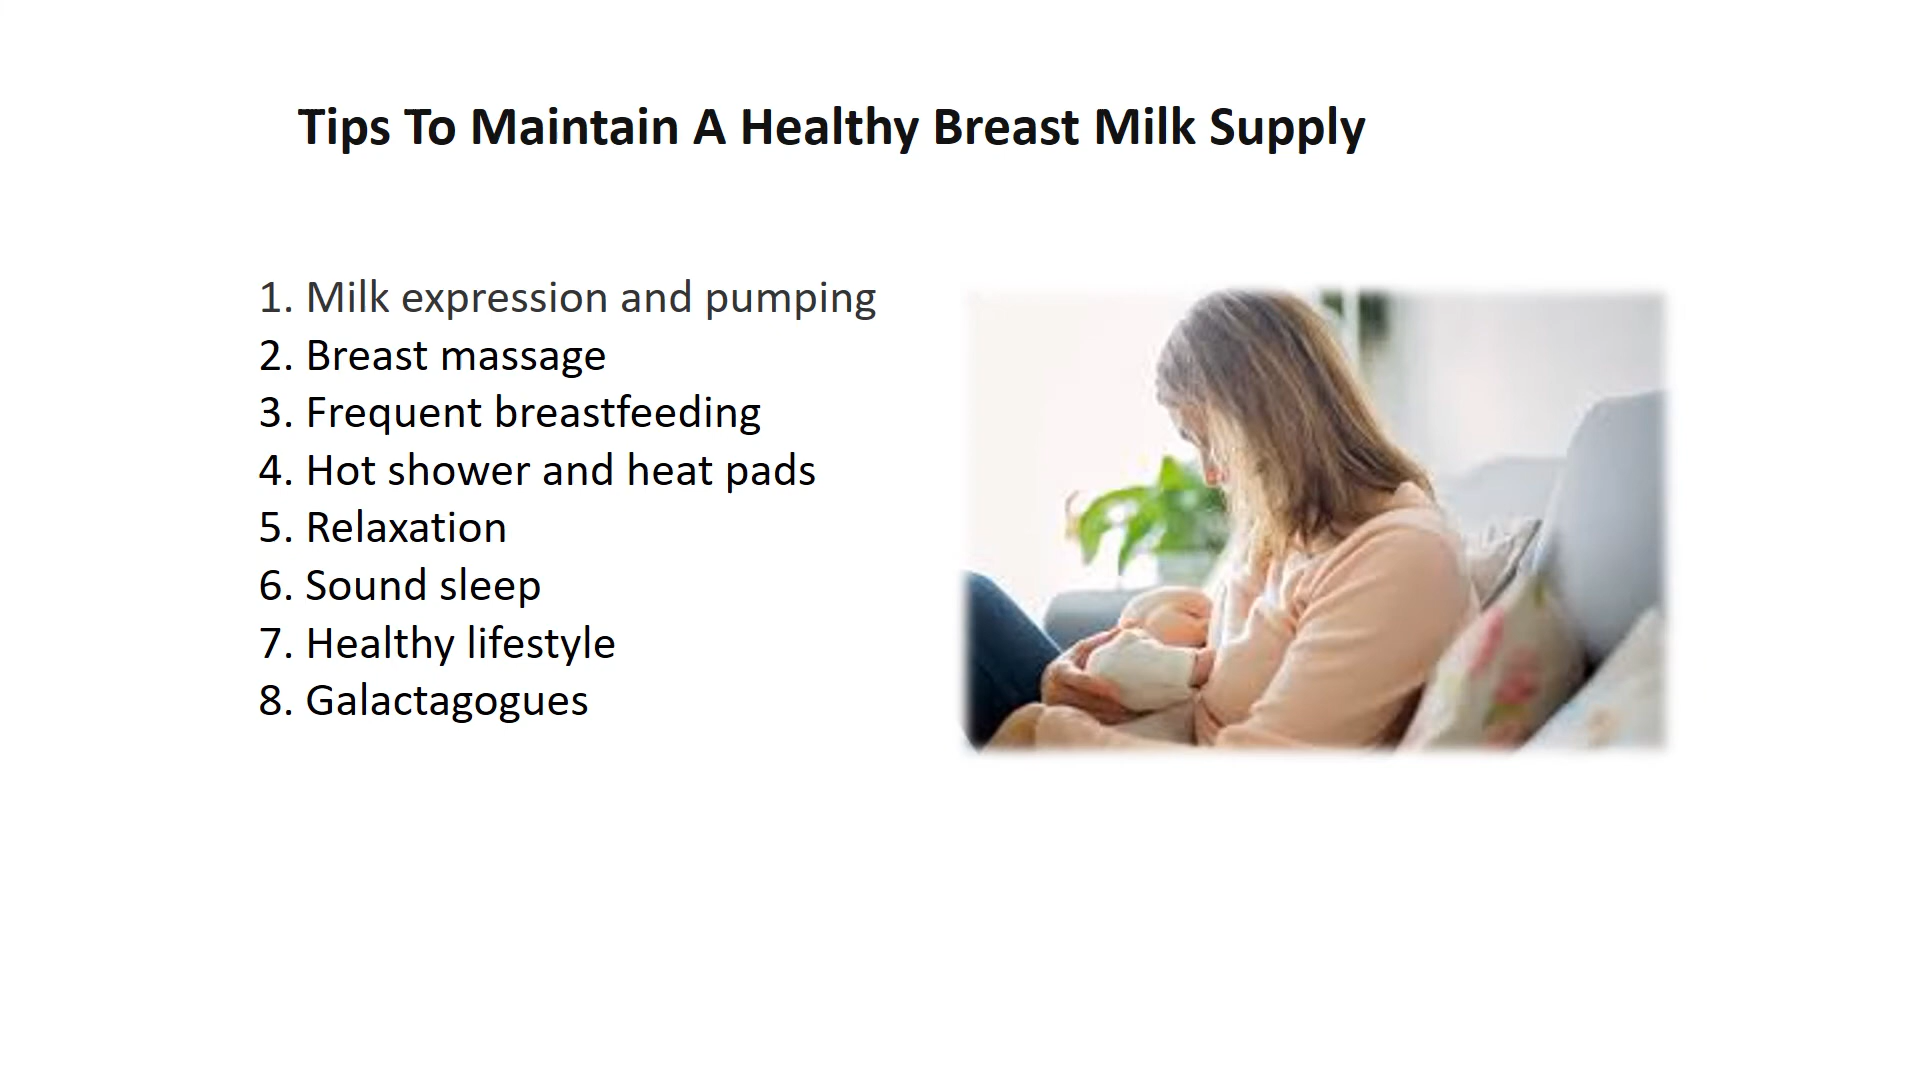 Tips To Maintain A Healthy Breast Milk Supply
1. Milk expression and pumping
2. Breast massage
3. Frequent breastfeeding
4. Hot shower and heat pads
5. Relaxation
6. Sound sleep
7. Healthy lifestyle
8. Galactagogues